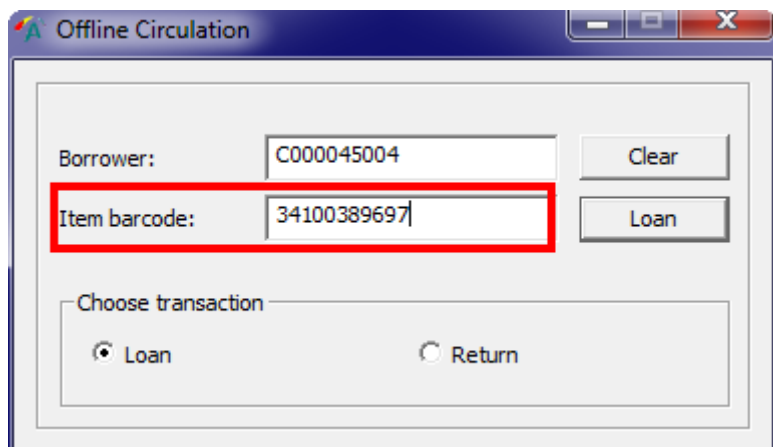 Offline Circulation
Borrower: C000045004 Clear
Item barcode: 34100389697 Loan
Choose transaction
Loan Return